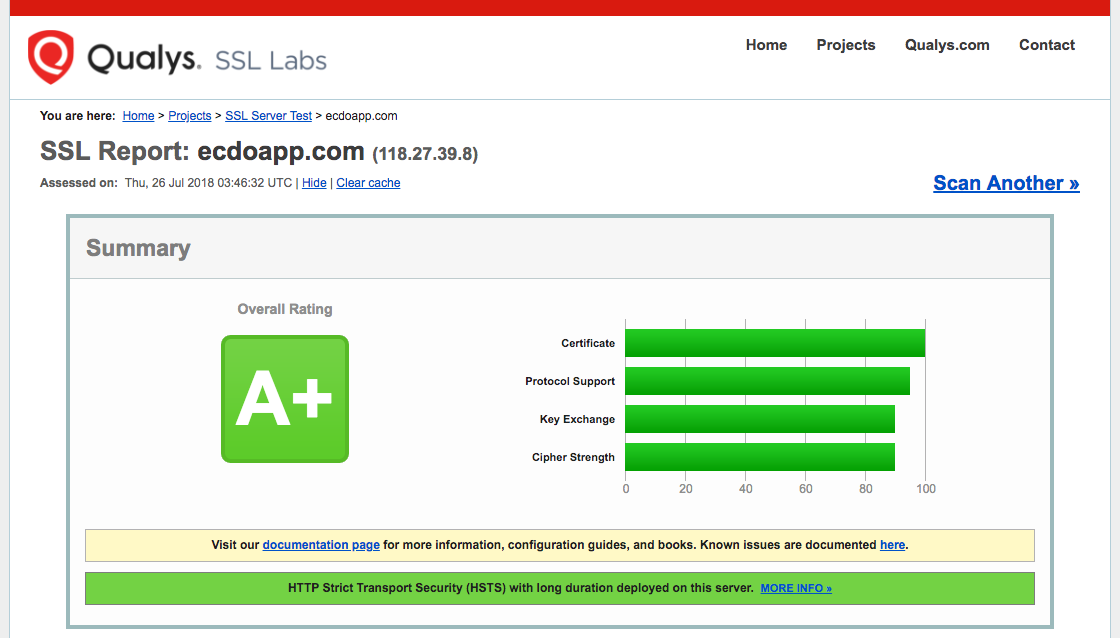 Qualys. SSL Labs
Home Projects Qualys.com Contact
You are here: Home > Projects > SSL Server Test > ecdoapp.com
SSL Report: ecdoapp.com (118.27.39.8)
Assessed on: Thu, 26 Jul 2018 03:46:32 UTC | Hide | Clear cache
Scan Another »
Summary
Overall Rating
A+
Certificate
Protocol Support
Key Exchange
Cipher Strength
0 20 40 60 80 100
Visit our documentation page for more information, configuration guides, and books. Known issues are documented here.
HTTP Strict Transport Security (HSTS) with long duration deployed on this server. MORE INFO »